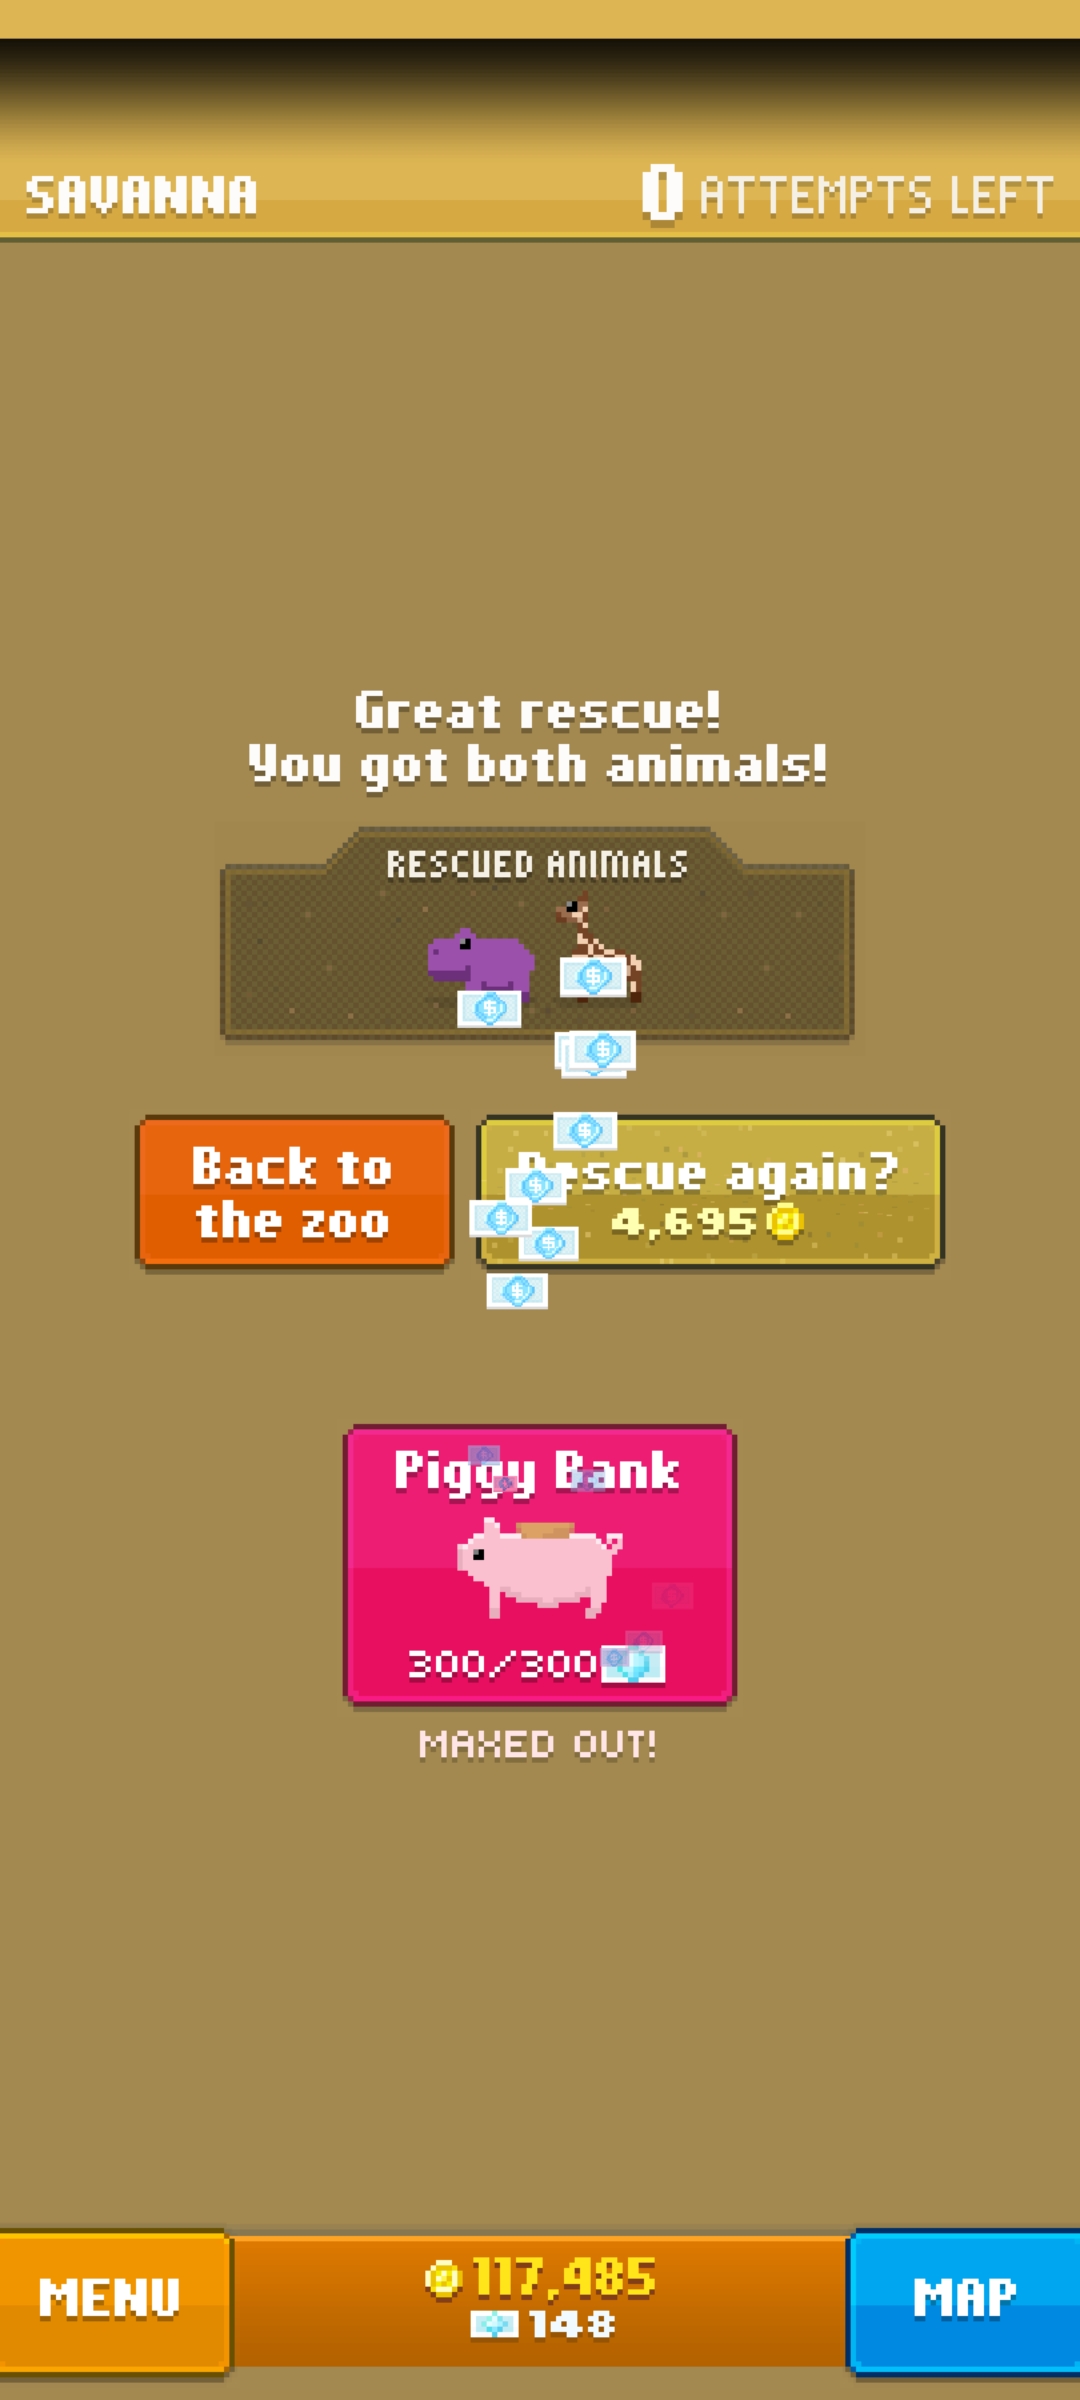 SAVANNA
0 ATTEMPTS LEFT
Great rescue!
You got both animals!
RESCUED ANIMALS
Back to
the zoo
Rescue again?
4,695
Piggy Bank
300/300
MAXED OUT!
MENU
117,485
148
MAP